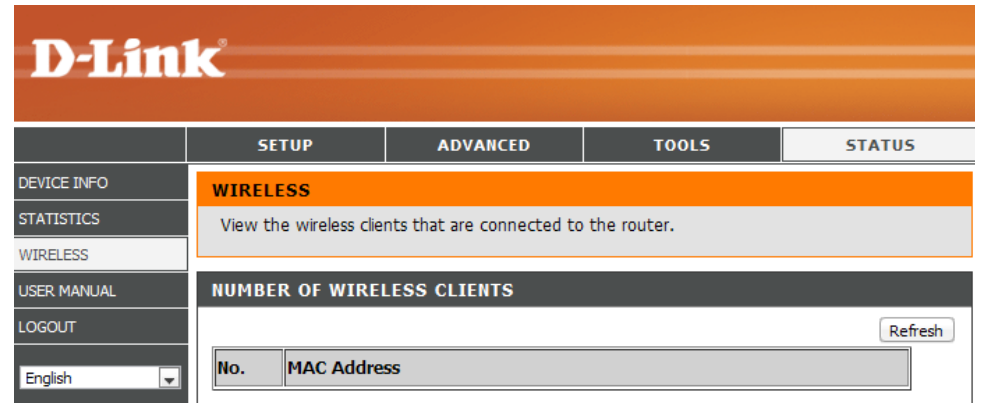 D-Link®
SETUP ADVANCED TOOLS STATUS
DEVICE INFO
STATISTICS
WIRELESS
USER MANUAL
LOGOUT
English
WIRELESS
View the wireless clients that are connected to the router.
NUMBER OF WIRELESS CLIENTS
Refresh
No. MAC Address